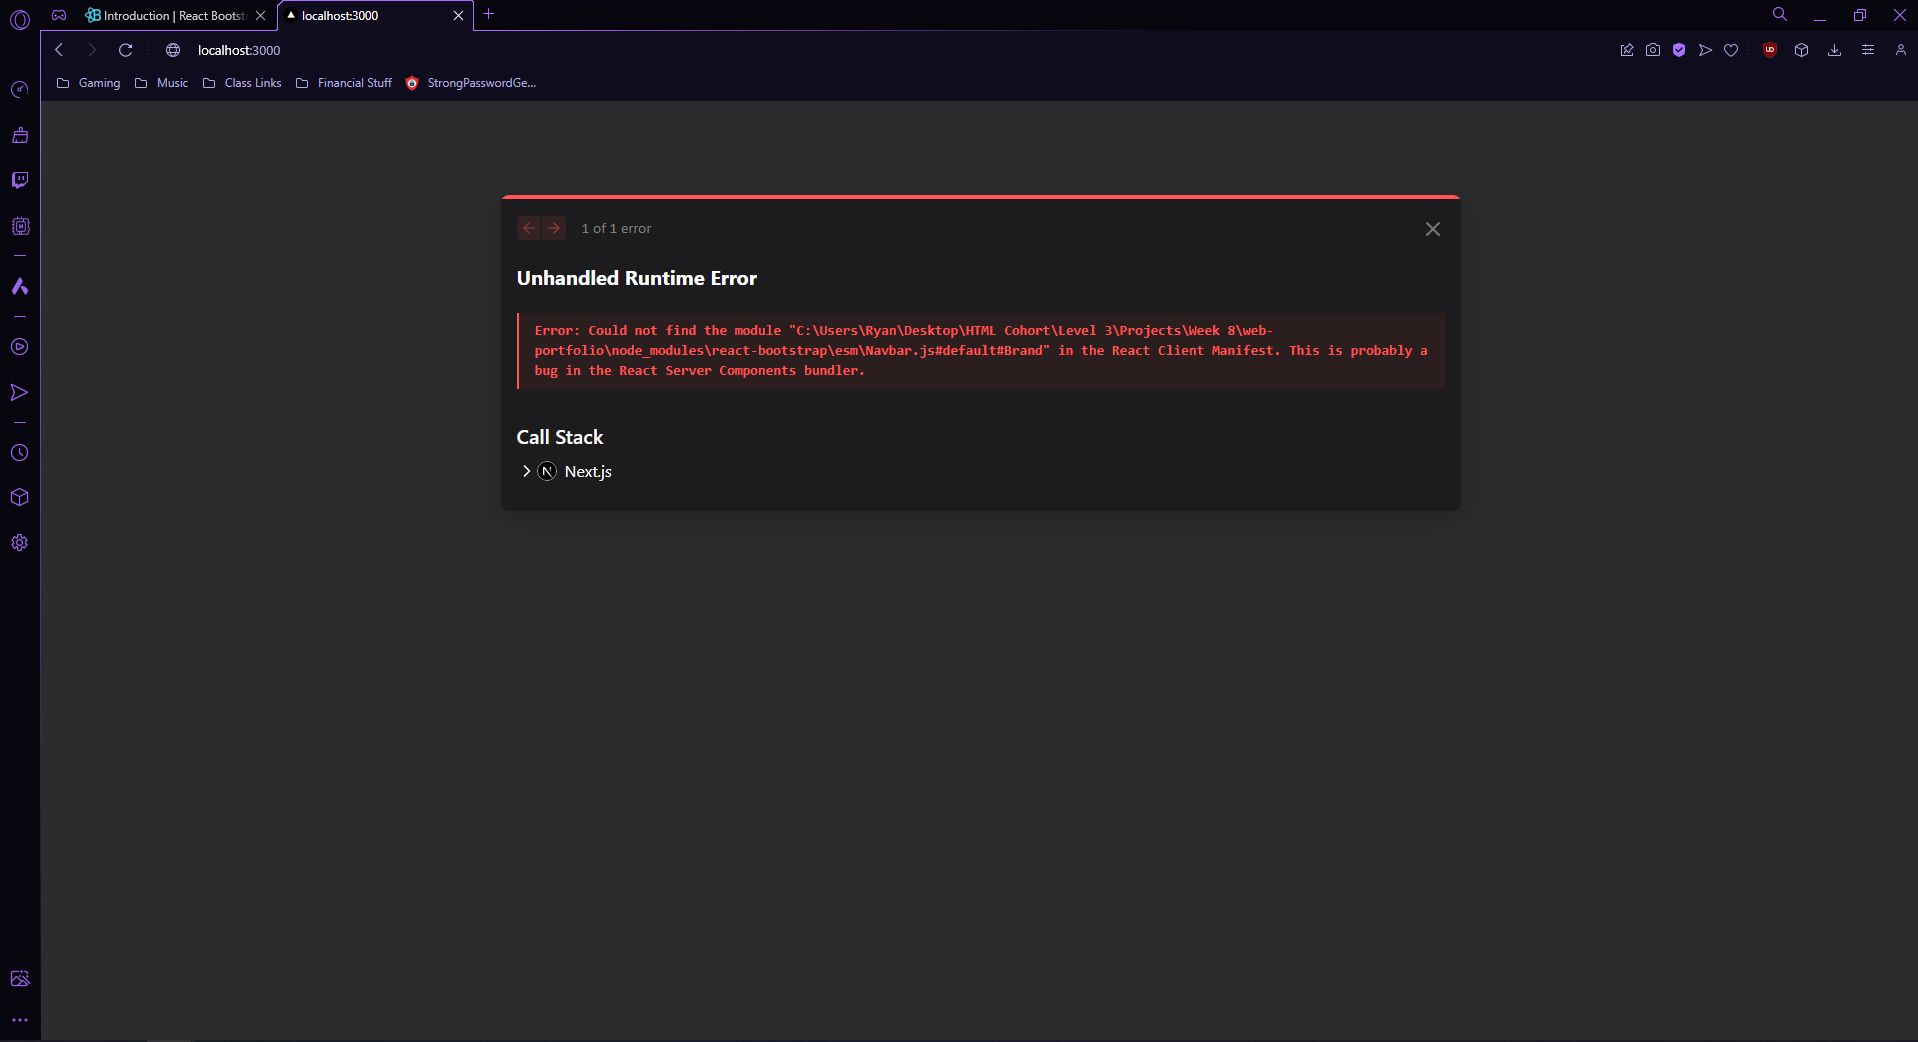 Introduction | React Bootst
localhost:3000
localhost:3000
Gaming
Music
Class Links
Financial Stuff
StrongPasswordGe...
1 of 1 error
Unhandled Runtime Error
Error: Could not find the module "C:\Users\Ryan\Desktop\HTML Cohort\Level 3\Projects\Week 8\web-
portfolio\node_modules\react-bootstrap\esm\Navbar.js#default#Brand" in the React Client Manifest. This is probably a
bug in the React Server Components bundler.
Call Stack
N Next.js